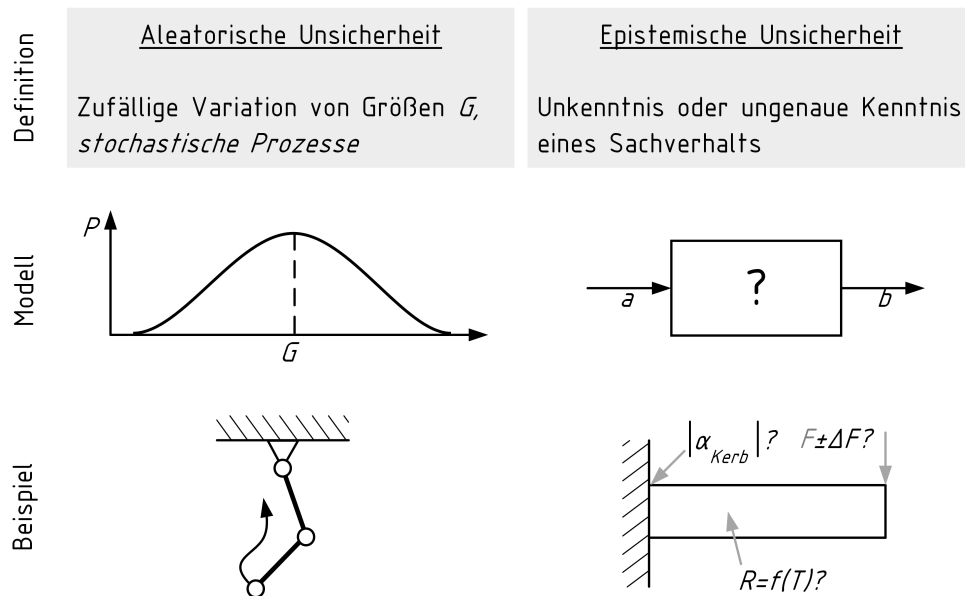 Definition
Aleatorische Unsicherheit
Zufällige Variation von Größen G,
stochastische Prozesse
Epistemische Unsicherheit
Unkenntnis oder ungenaue Kenntnis
eines Sachverhalts
Modell
P
G
a
?
b
Beispiel
|α_Kerb|?
F±ΔF?
R=f(T)?